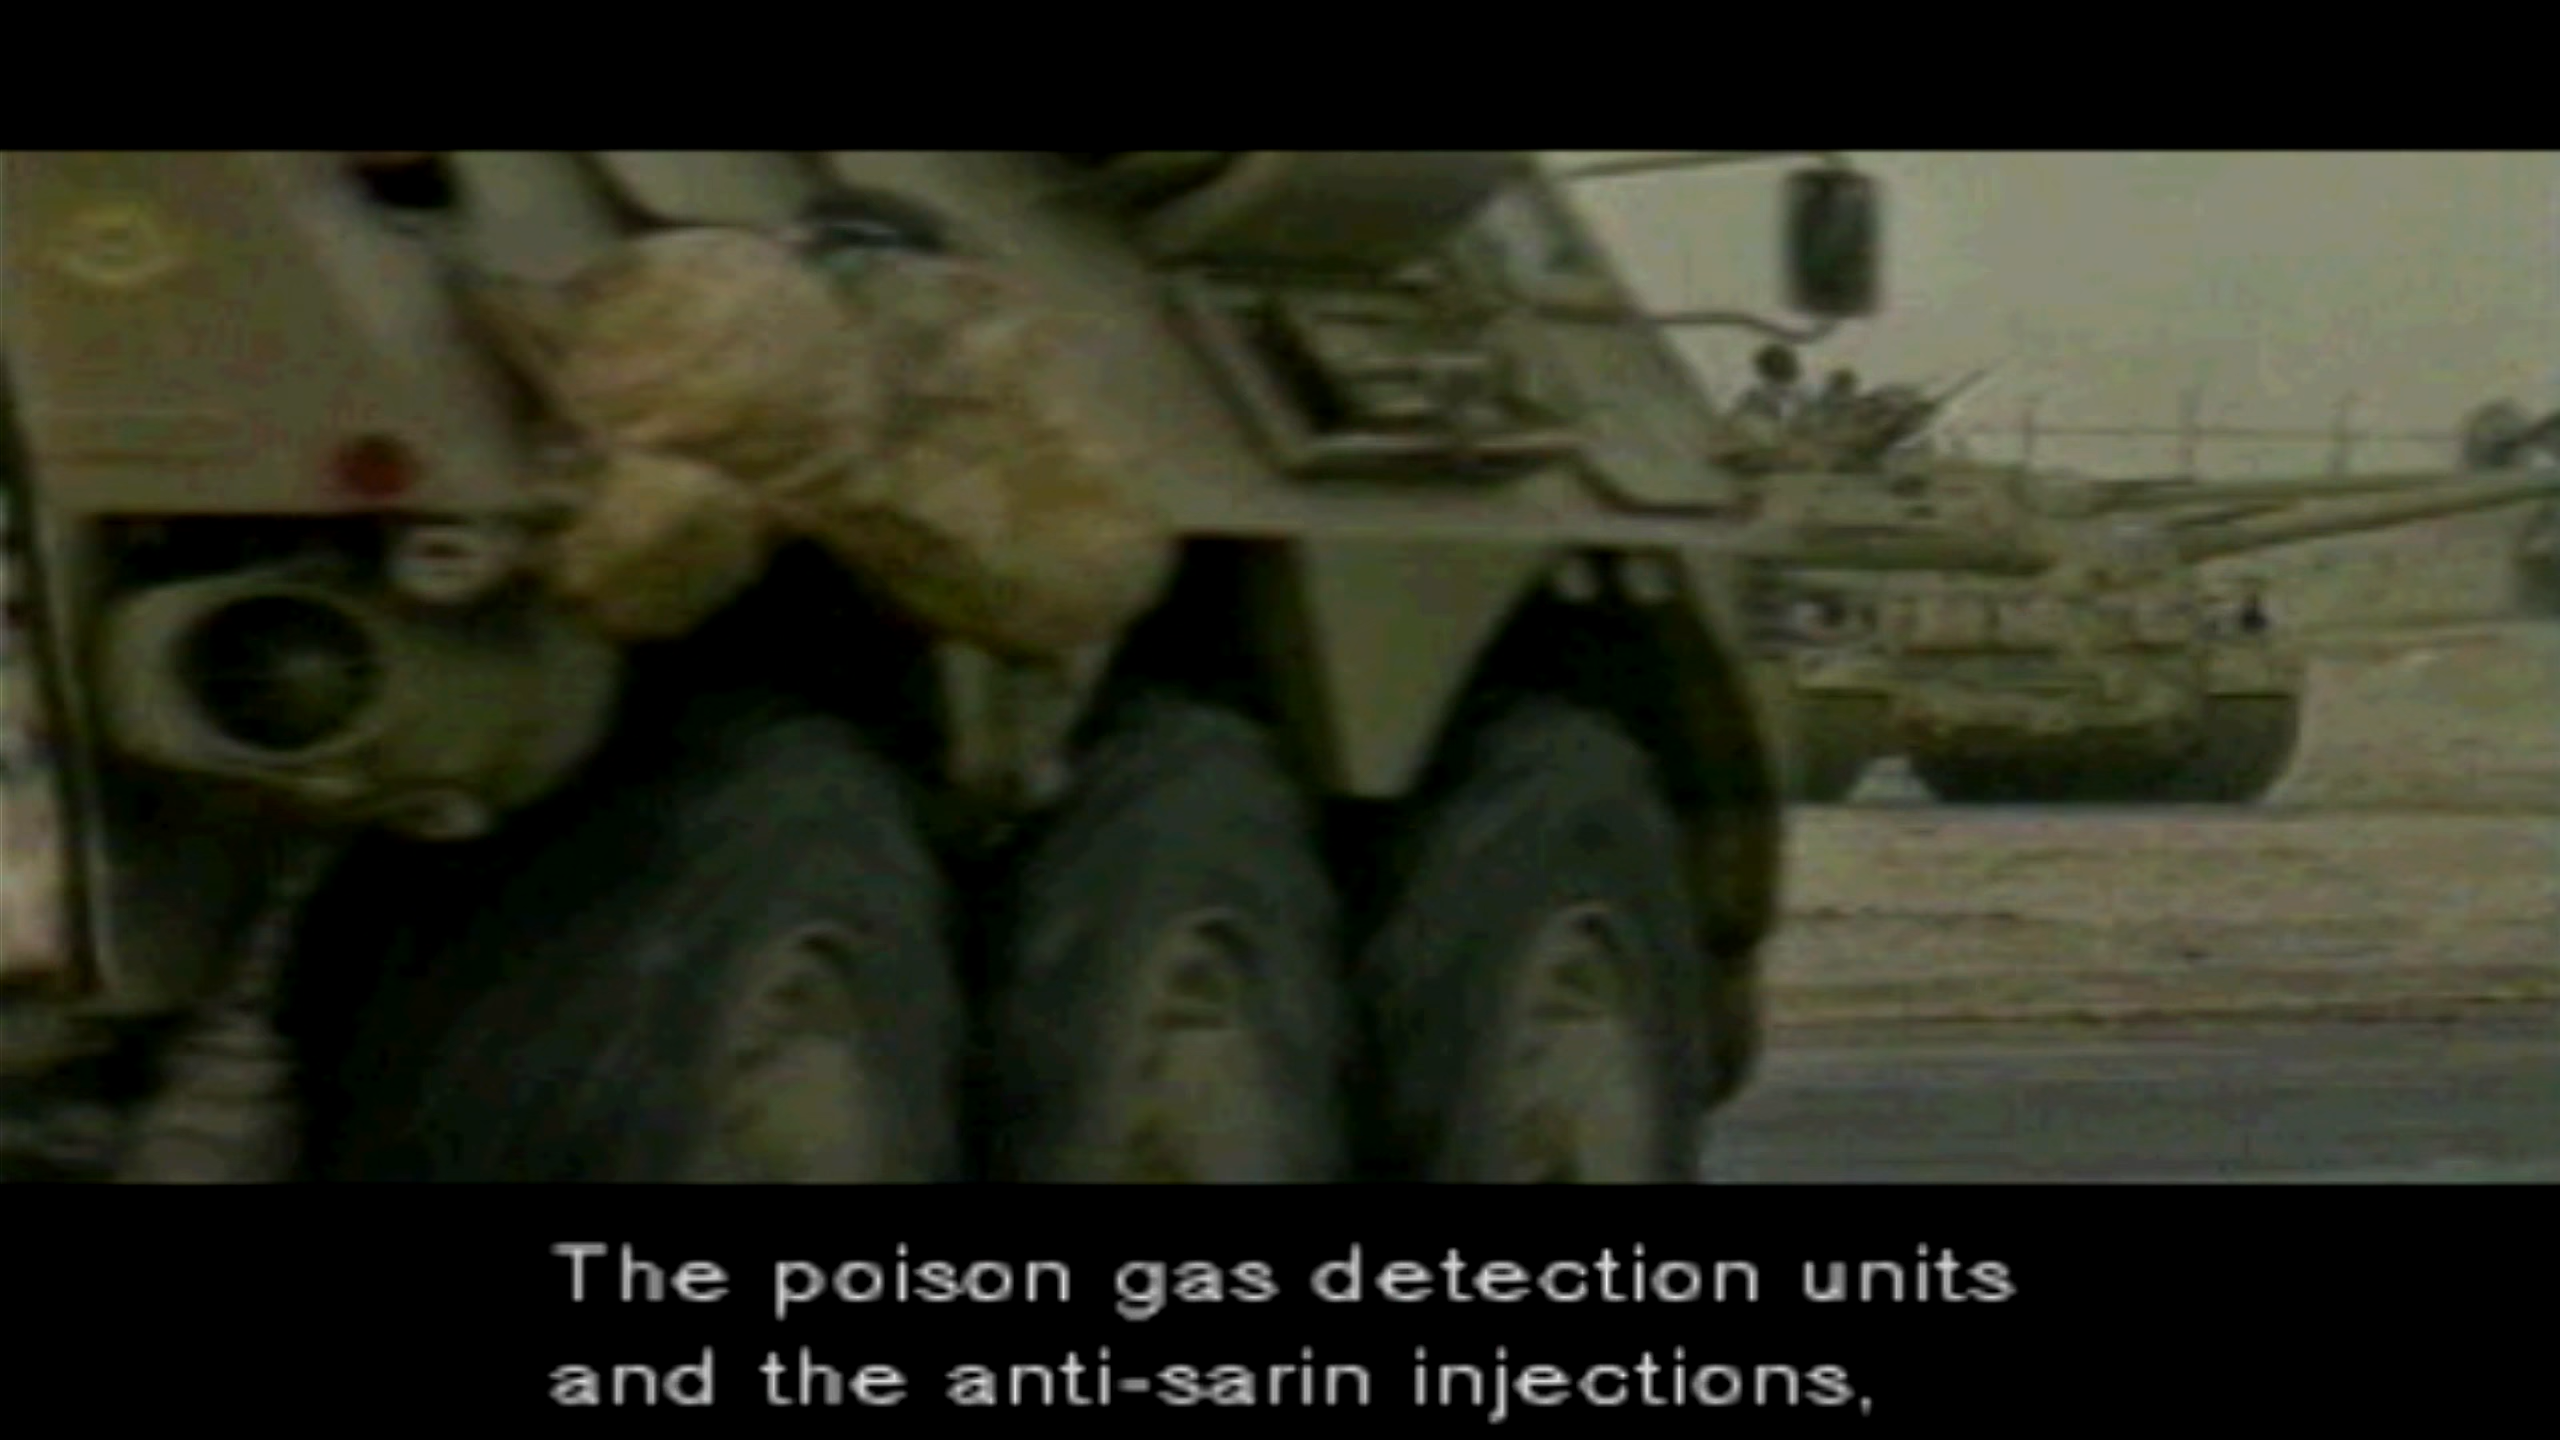 The poison gas detection units
and the anti-sarin injections,